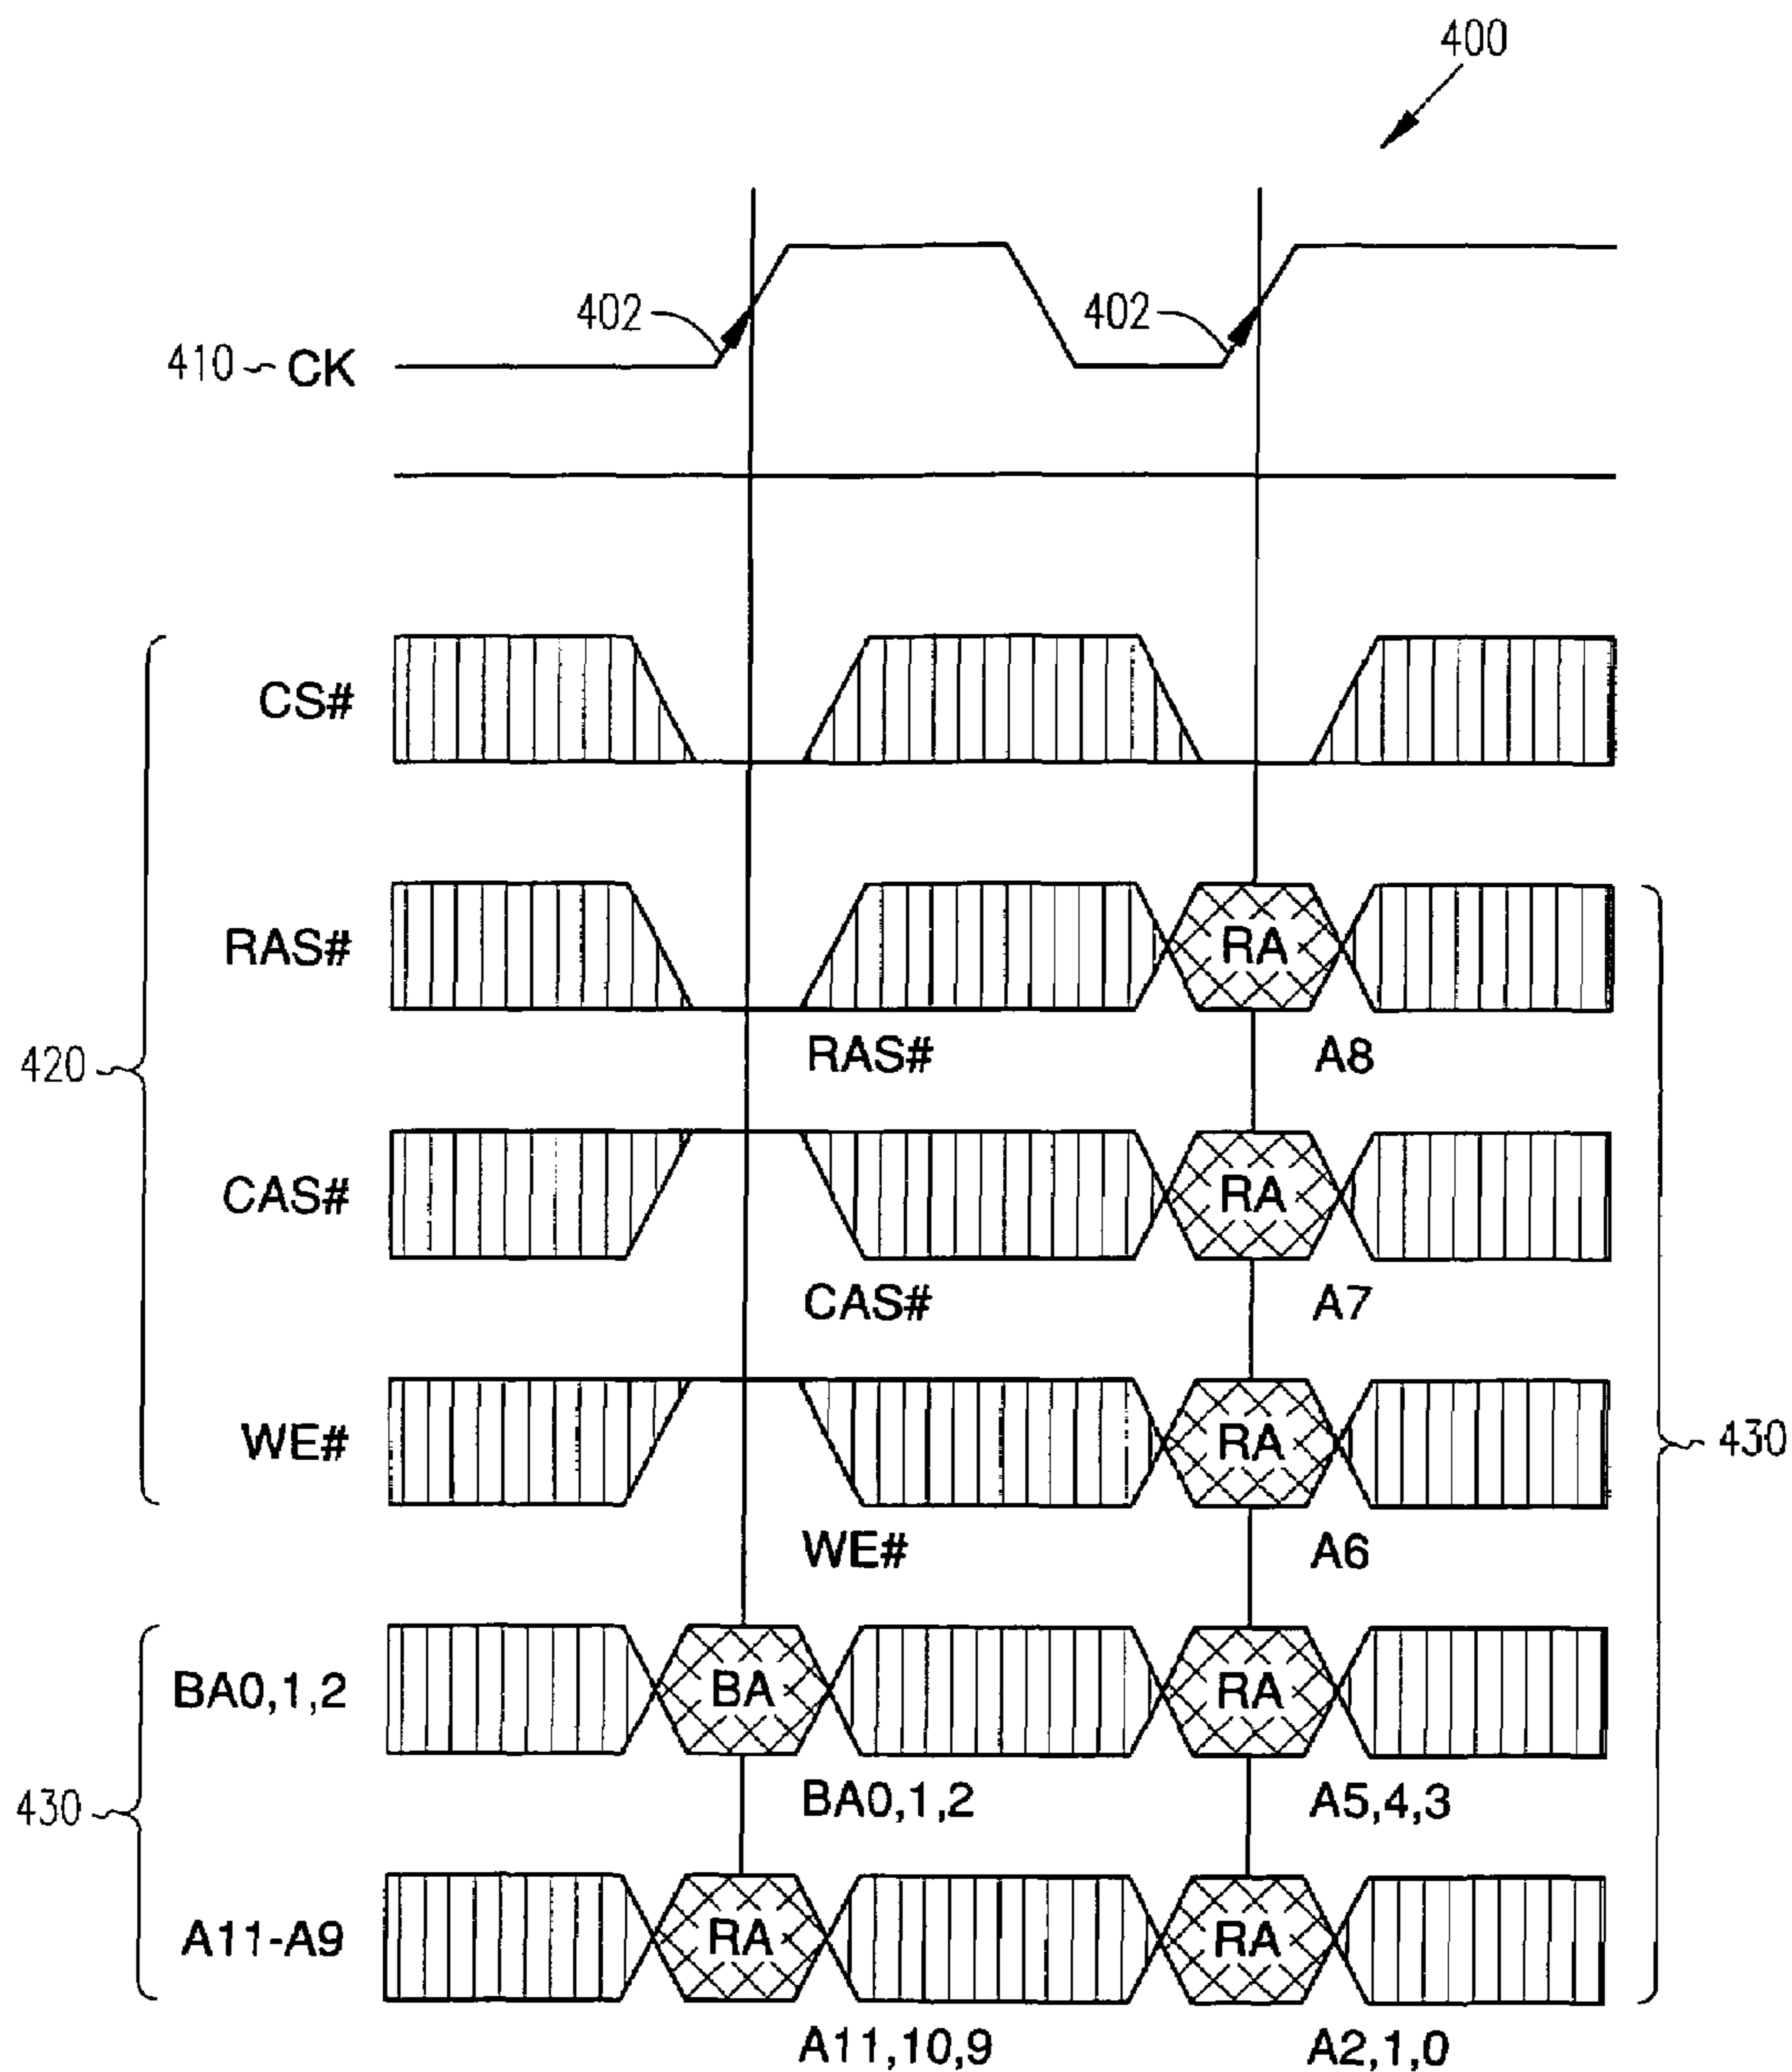 400
402
402
410 CK
CS#
RAS# RA
RAS# A8
420
CAS# RA
CAS# A7
WE# RA 430
WE# A6
BA0,1,2 BA RA
430 BA0,1,2 A5,4,3
A11-A9 RA RA
A11,10,9 A2,1,0